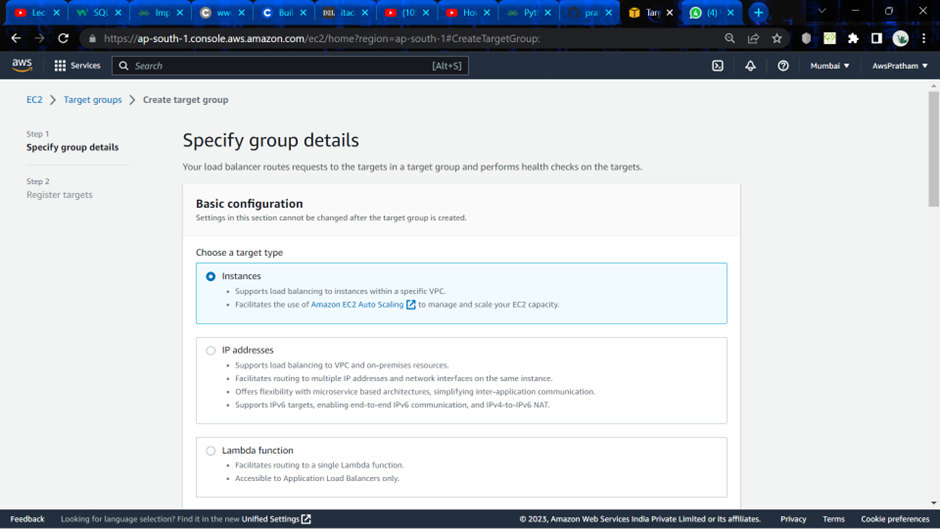 Lec
SQL
Imp
www
Buil
DLL itac
(10)
Ho
Pyt
pra
Targ
(4)
https://ap-south-1.console.aws.amazon.com/ec2/home?region=ap-south-1#CreateTargetGroup:
aws
Services
Search
[Alt+S]
Mumbai
AwsPratham
EC2 > Target groups > Create target group
Step 1
Specify group details
Step 2
Register targets
Specify group details
Your load balancer routes requests to the targets in a target group and performs health checks on the targets.
Basic configuration
Settings in this section cannot be changed after the target group is created.
Choose a target type
Instances
• Supports load balancing to instances within a specific VPC.
• Facilitates the use of Amazon EC2 Auto Scaling to manage and scale your EC2 capacity.
IP addresses
• Supports load balancing to VPC and on-premises resources.
• Facilitates routing to multiple IP addresses and network interfaces on the same instance.
• Offers flexibility with microservice based architectures, simplifying inter-application communication.
• Supports IPv6 targets, enabling end-to-end IPv6 communication, and IPv4-to-IPv6 NAT.
Lambda function
• Facilitates routing to a single Lambda function.
• Accessible to Application Load Balancers only.
Feedback
Looking for language selection? Find it in the new Unified Settings
© 2023, Amazon Web Services India Private Limited or its affiliates.
Privacy
Terms
Cookie preferences